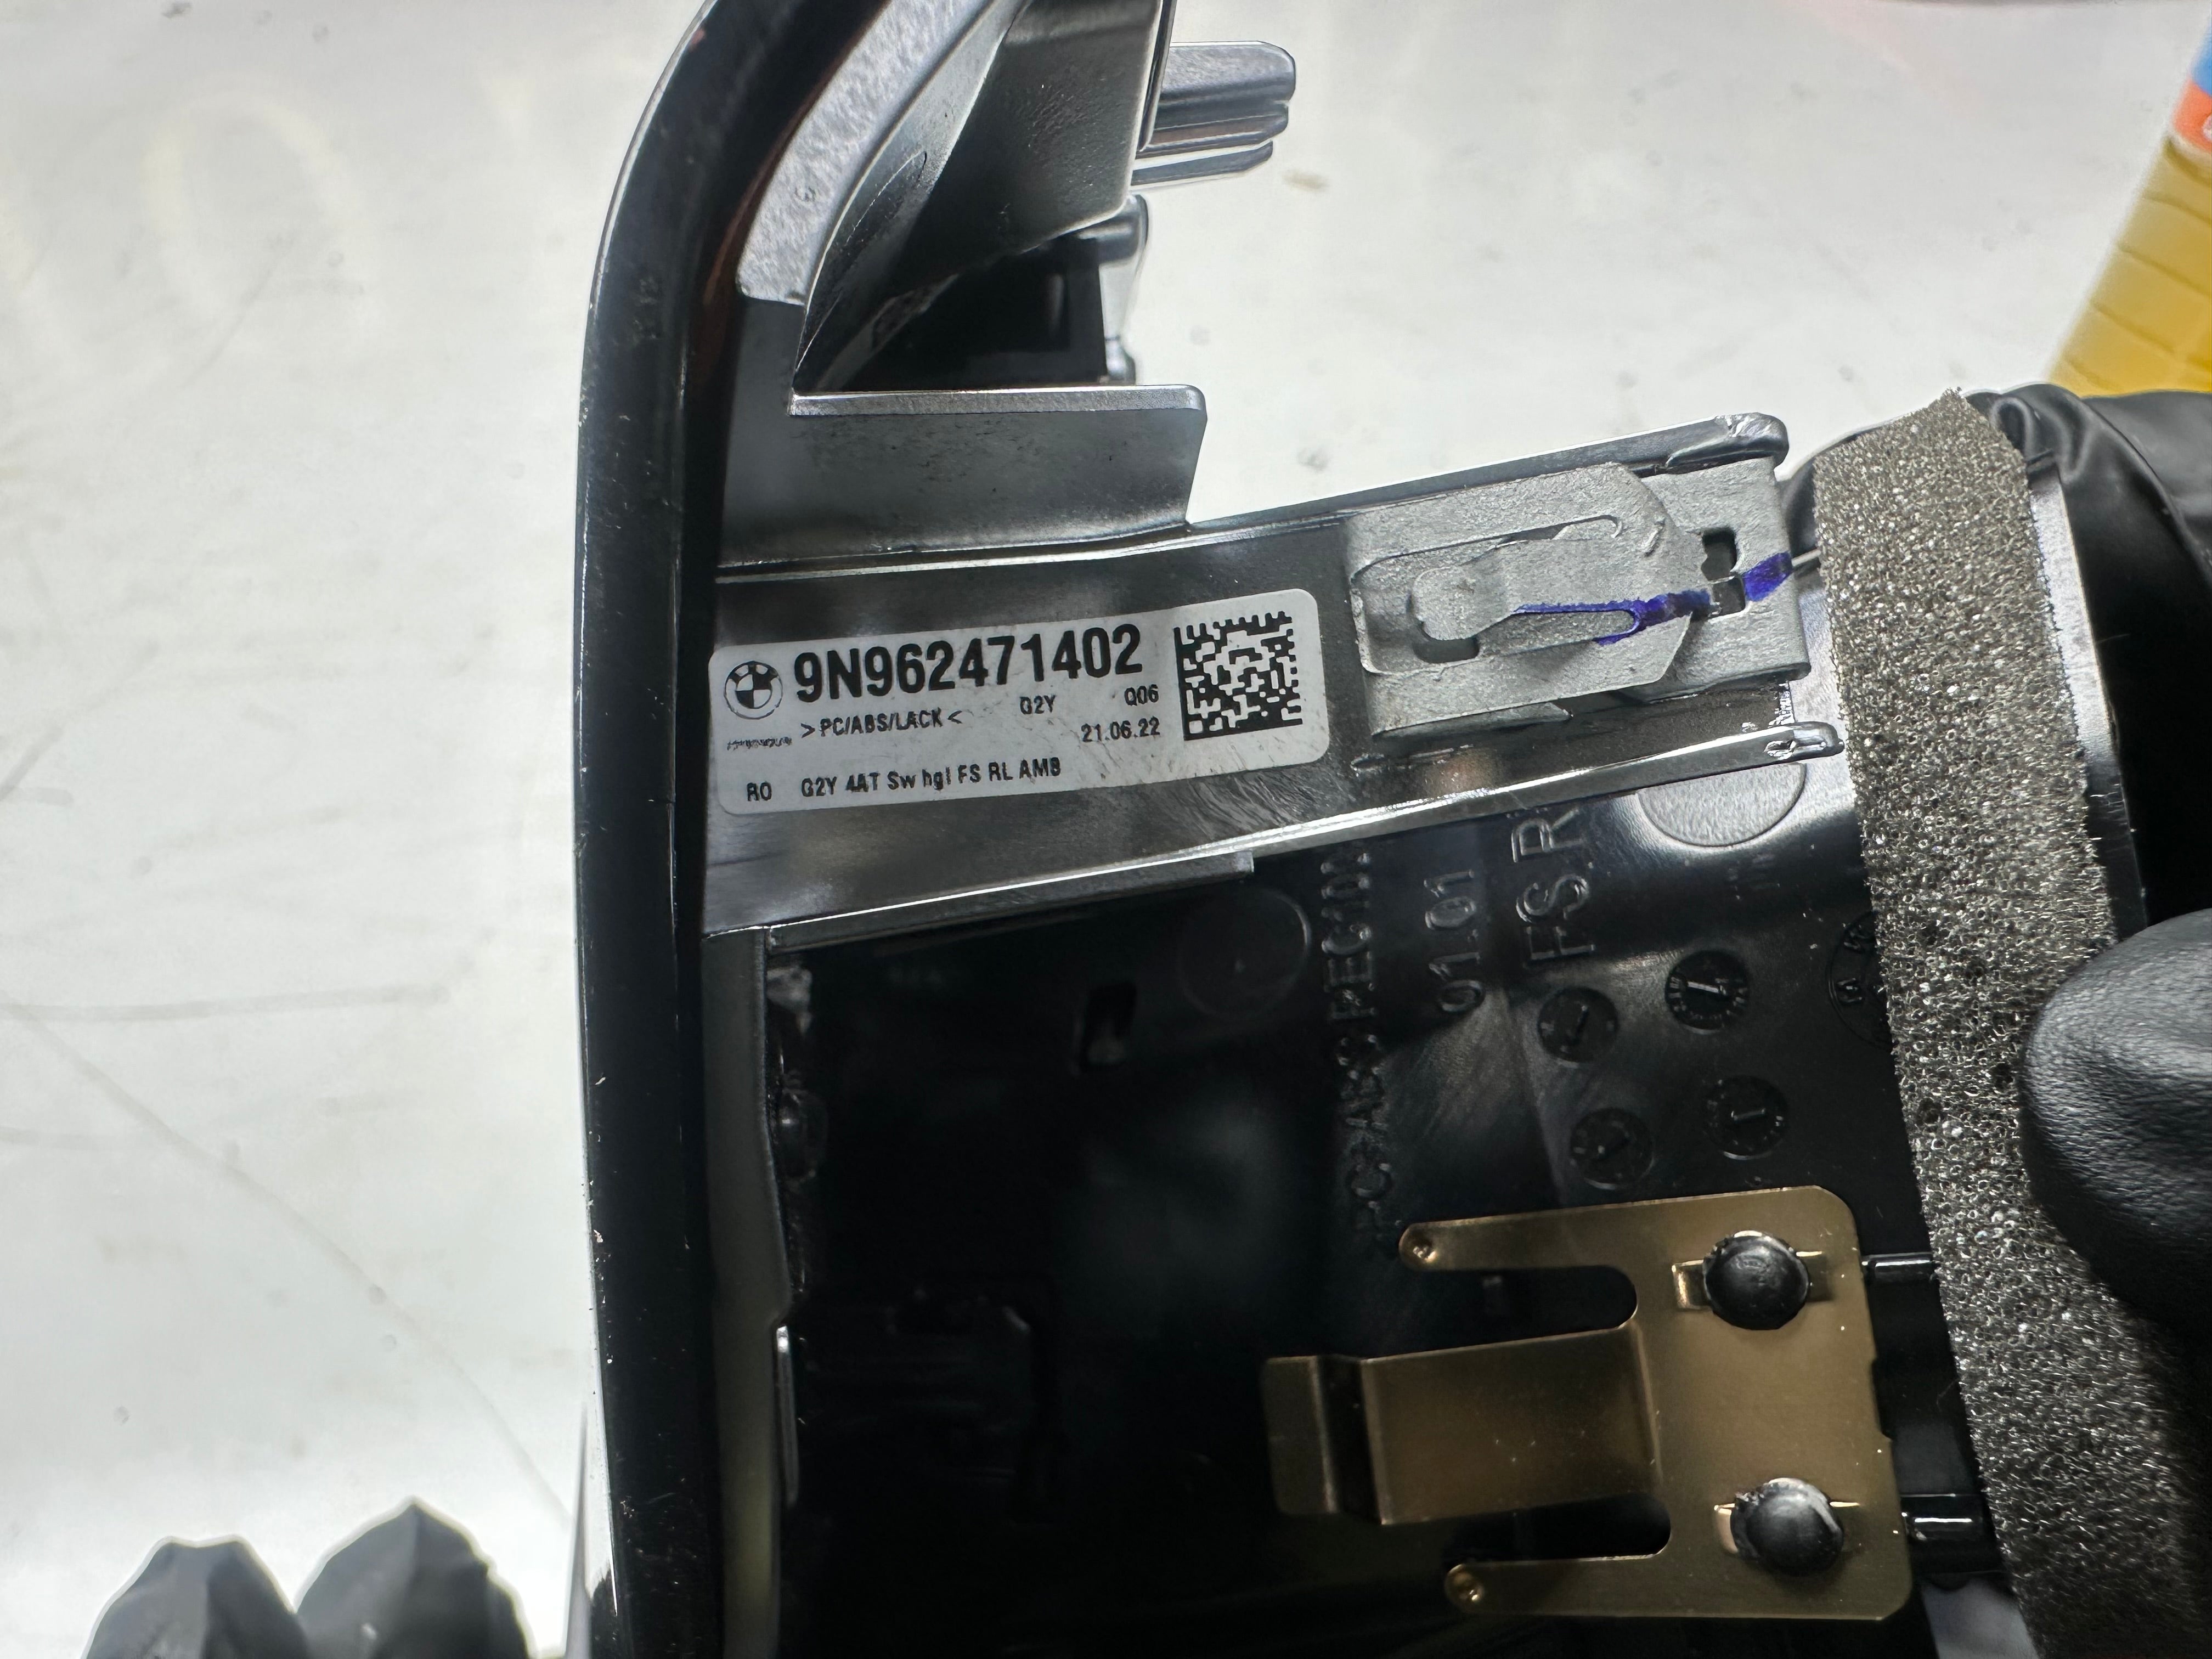 9N962471402
>PC/ABS/LACK< G2Y Q06
21.06.22
RO G2Y 4AT Sw hgl FS RL AMB
01.01
FS.R